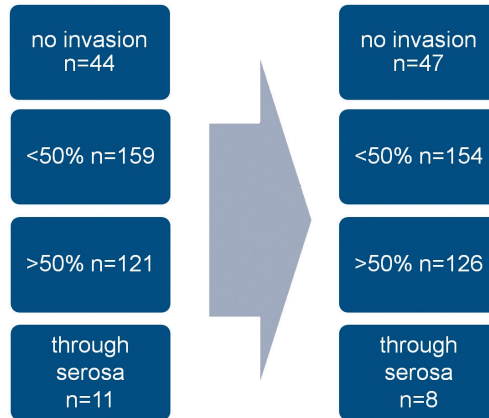 no invasion
n=44
<50% n=159
>50% n=121
through
serosa
n=11
no invasion
n=47
<50% n=154
>50% n=126
through
serosa
n=8